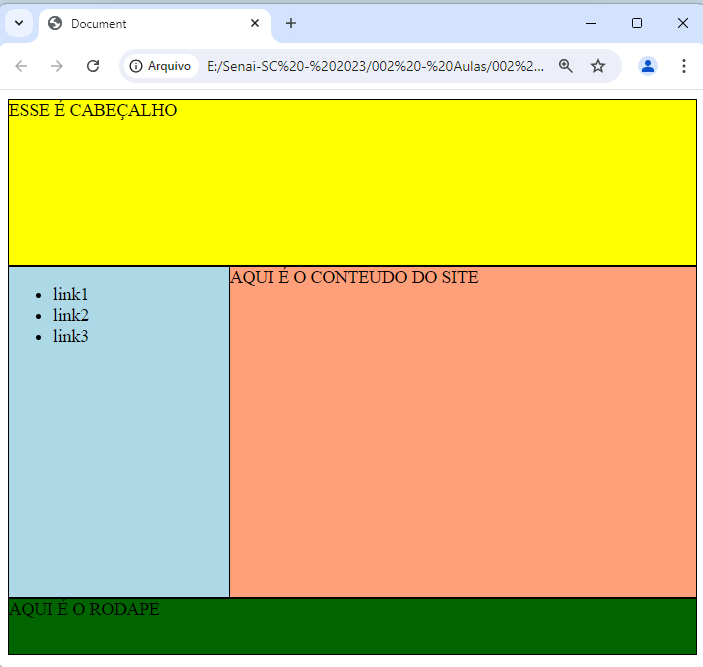 Document
Arquivo
E:/Senai-SC%20-%202023/002%20-%20Aulas/002%2...
ESSE É CABEÇALHO
link1
link2
link3
AQUI É O CONTEUDO DO SITE
AQUI É O RODAPE